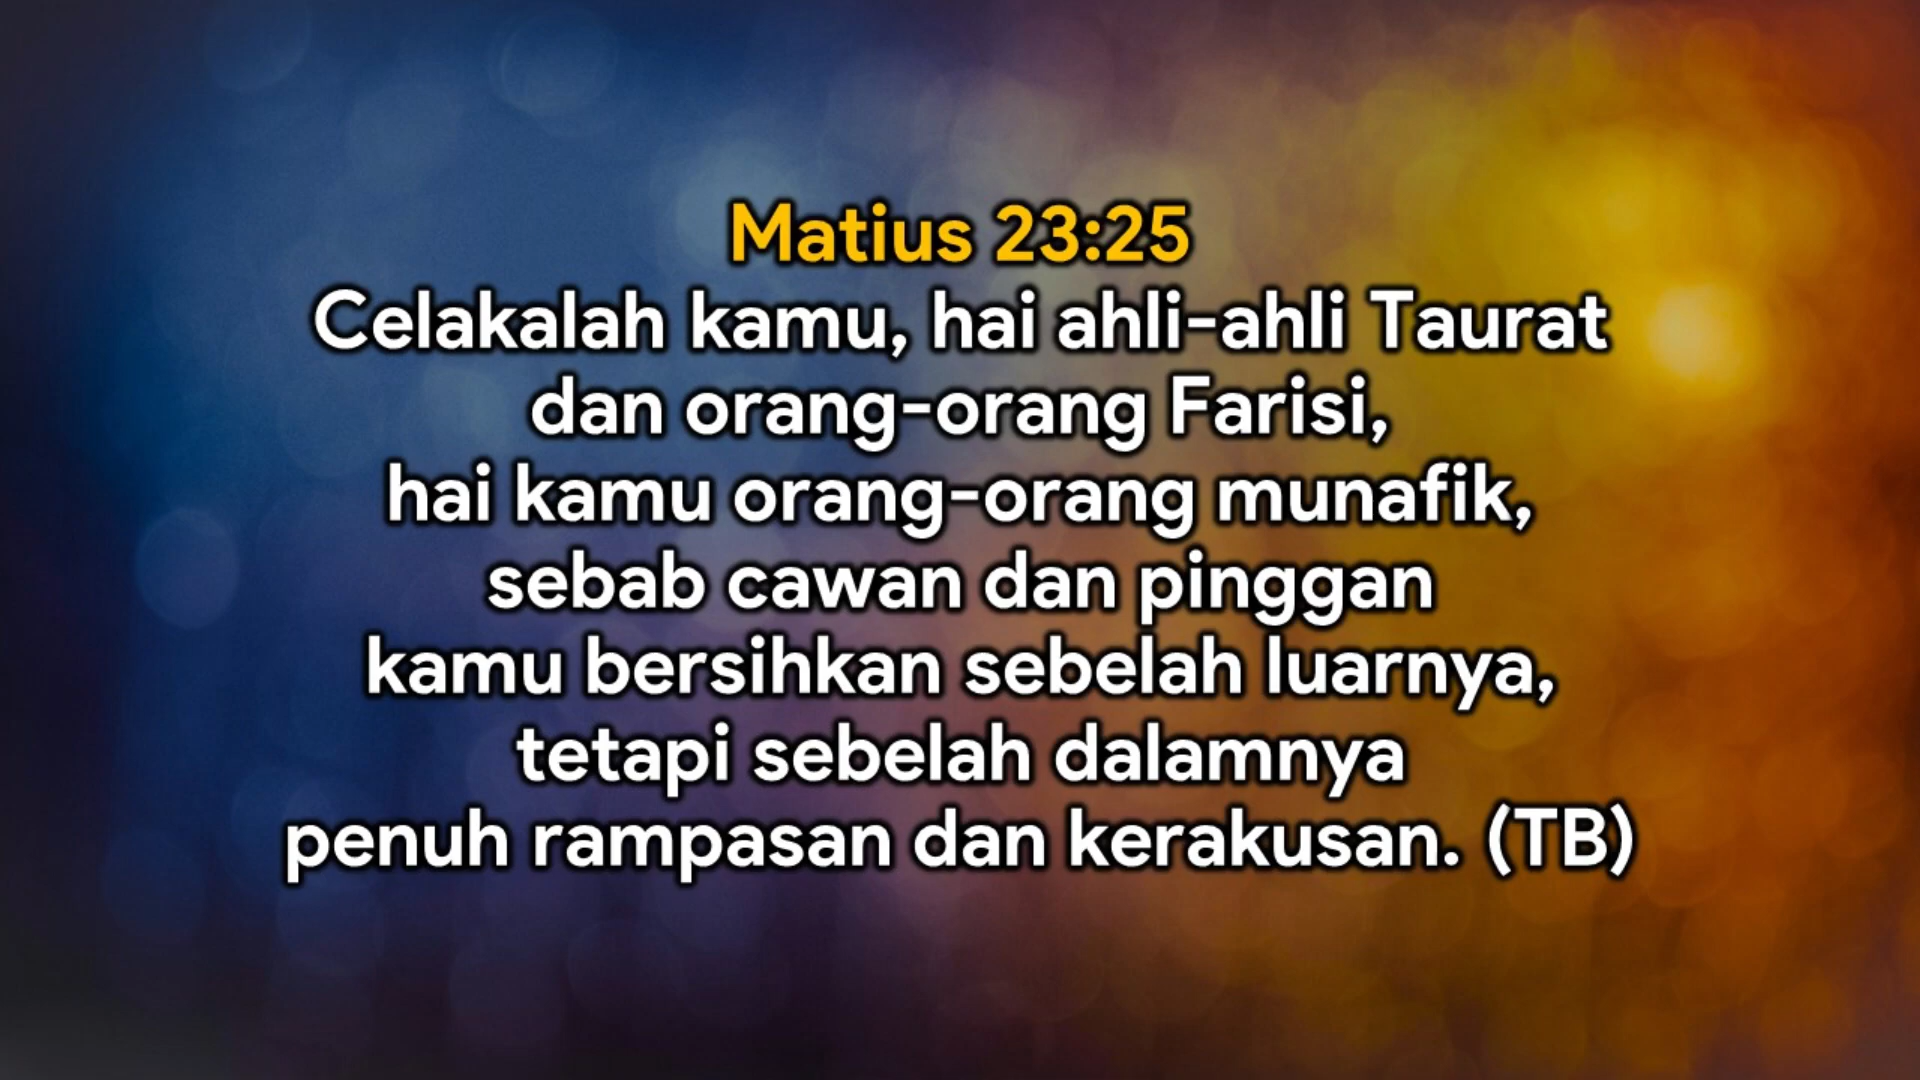 Matius 23:25
Celakalah kamu, hai ahli-ahli Taurat
dan orang-orang Farisi,
hai kamu orang-orang munafik,
sebab cawan dan pinggan
kamu bersihkan sebelah luarnya,
tetapi sebelah dalamnya
penuh rampasan dan kerakusan. (TB)